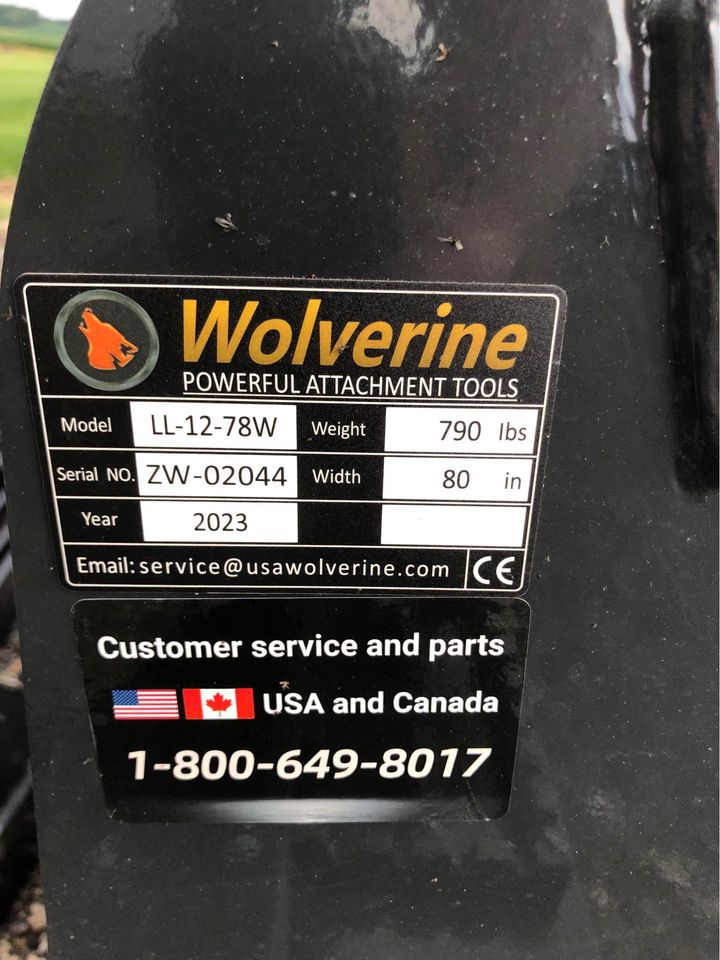 Wolverine
POWERFUL ATTACHMENT TOOLS
Model LL-12-78W Weight 790 lbs
Serial NO. ZW-02044 Width 80 in
Year 2023
Email: service@usawolverine.com CE
Customer service and parts
USA and Canada
1-800-649-8017